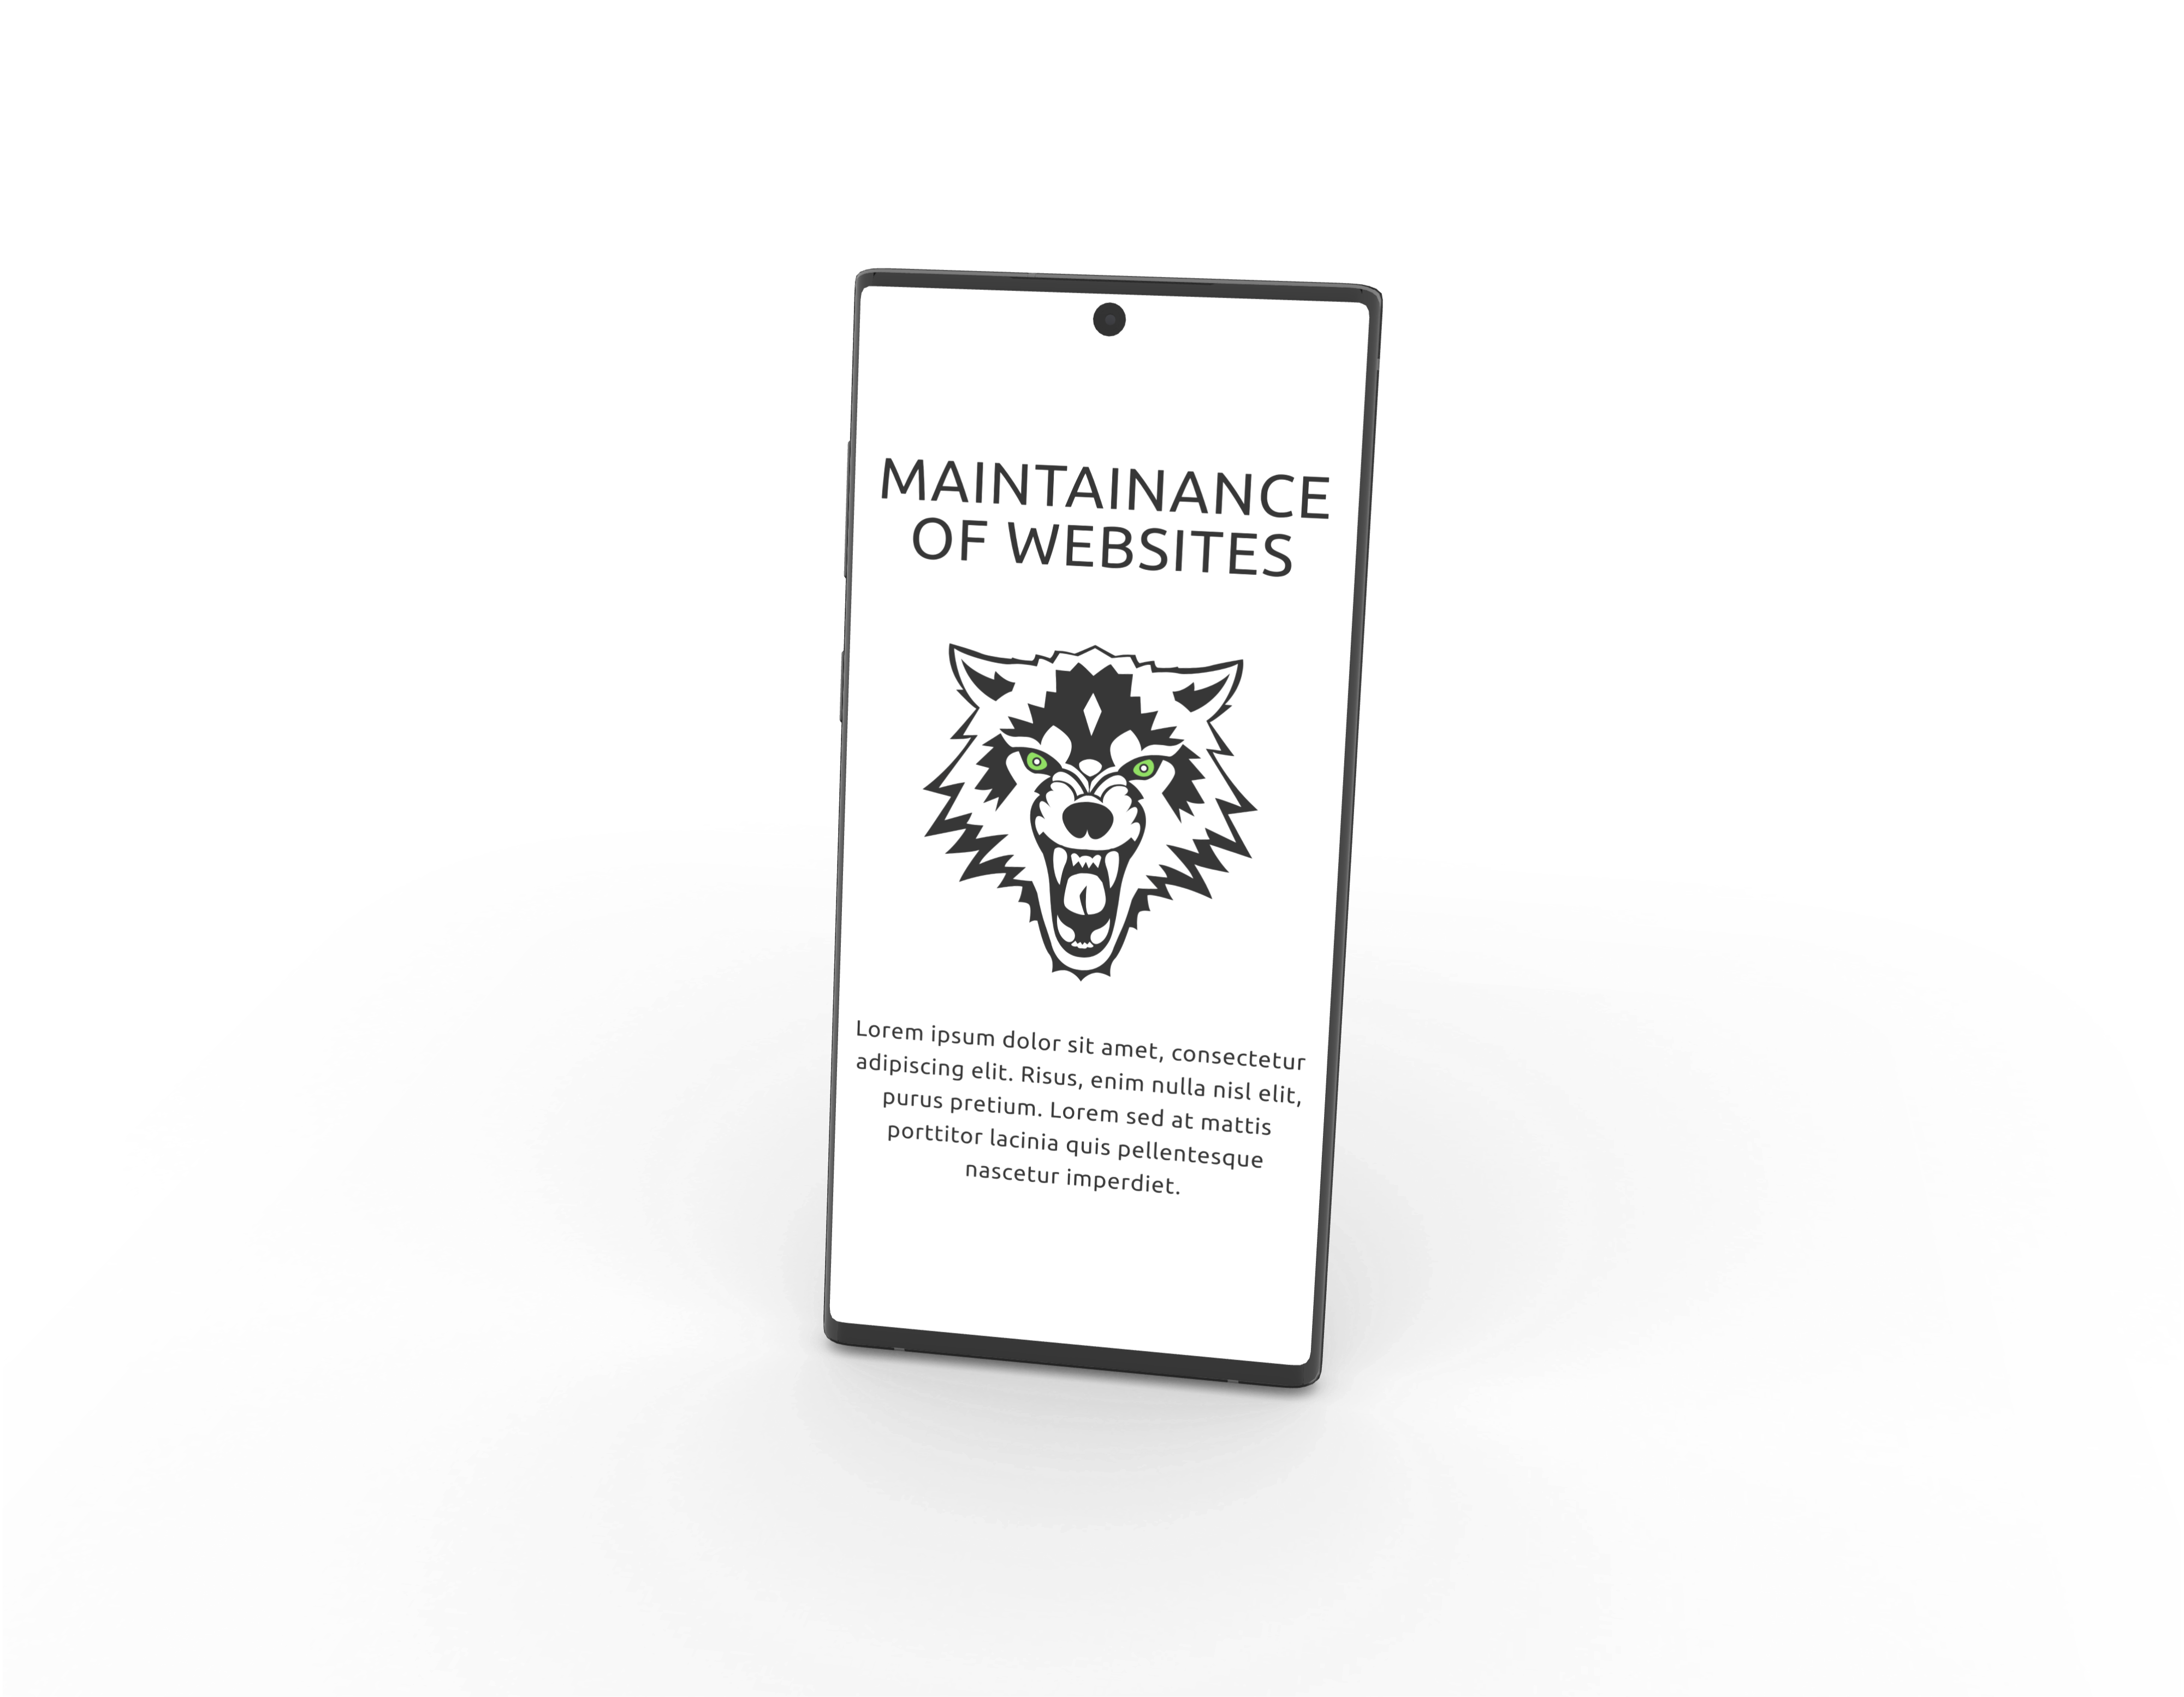 MAINTAINANCE
OF WEBSITES
Lorem ipsum dolor sit amet, consectetur
adipiscing elit. Risus, enim nulla nisl elit,
purus pretium. Lorem sed at mattis
porttitor lacinia quis pellentesque
nascetur imperdiet.